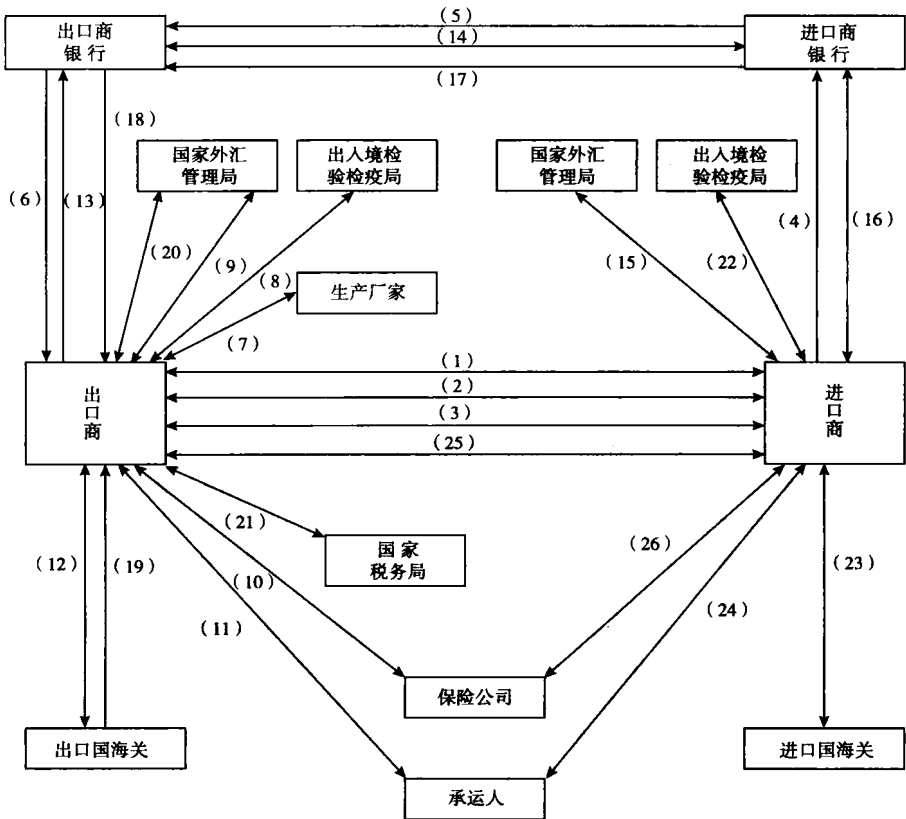 (5)
出口商
银行
(14)
进口商
银行
(17)
(18)
国家外汇
管理局
出入境检
验检疫局
国家外汇
管理局
出入境检
验检疫局
(6)
(13)
(4)
(16)
(20)
(9)
(8)
(15)
(22)
生产厂家
(7)
(1)
(2)
(3)
(25)
出
口
商
进
口
商
(21)
国家
税务局
(12)
(19)
(10)
(11)
(26)
(23)
(24)
保险公司
出口国海关
进口国海关
承运人